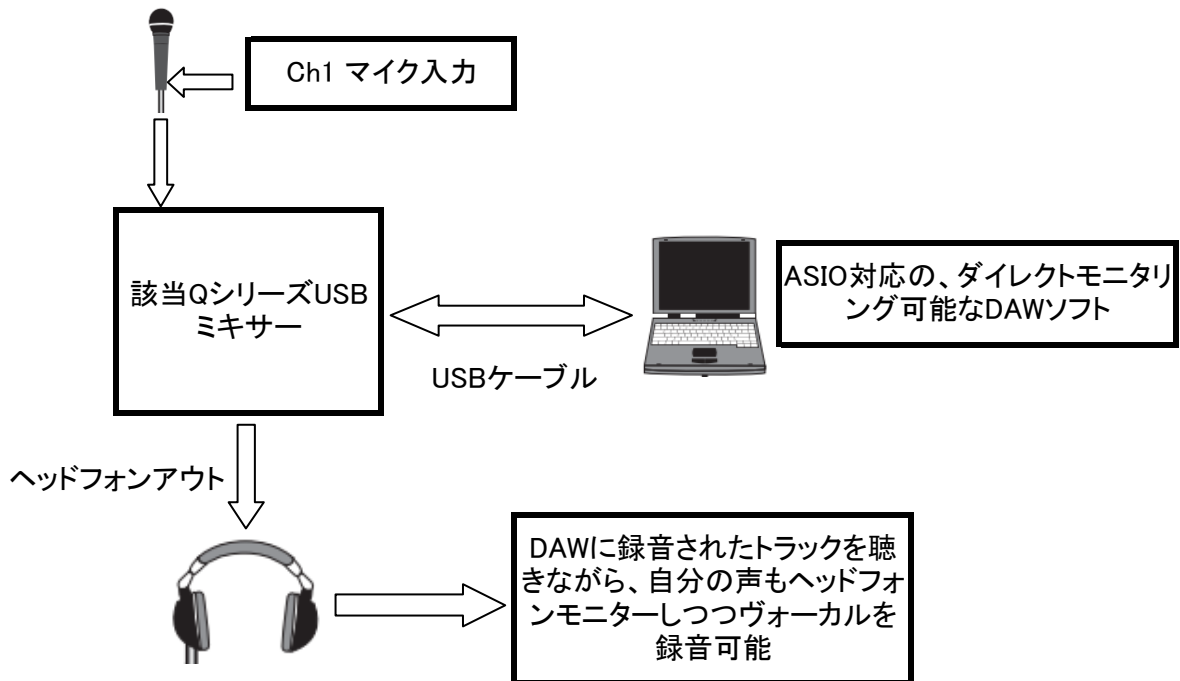 Ch1 マイク入力
該当QシリーズUSB
ミキサー
ASIO対応の、ダイレクトモニタリ
ング可能なDAWソフト
USBケーブル
ヘッドフォンアウト
DAWに録音されたトラックを聴
きながら、自分の声もヘッドフォ
ンモニターしつつヴォーカルを
録音可能